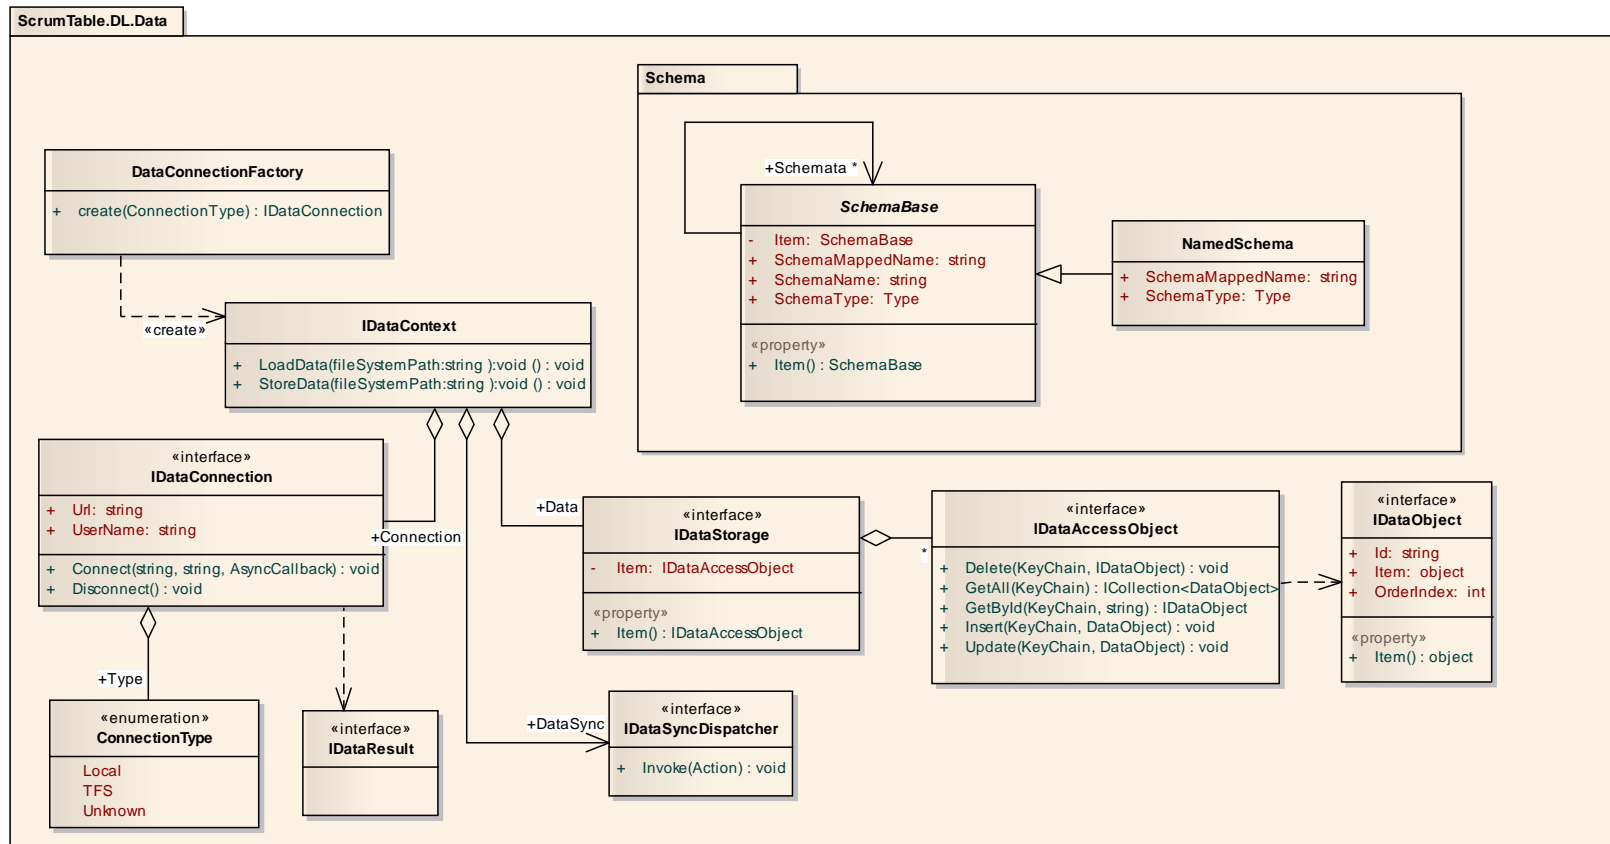 ScrumTable.DL.Data
Schema
+Schemata *
SchemaBase
- Item: SchemaBase
+ SchemaMappedName: string
+ SchemaName: string
+ SchemaType: Type
«property»
+ Item() : SchemaBase
NamedSchema
+ SchemaMappedName: string
+ SchemaType: Type
DataConnectionFactory
+ create(ConnectionType) : IDataConnection
«create»
IDataContext
+ LoadData(fileSystemPath:string ):void () : void
+ StoreData(fileSystemPath:string ):void () : void
«interface»
IDataConnection
+ Url: string
+ UserName: string
+ Connect(string, string, AsyncCallback) : void
+ Disconnect() : void
+Connection
+Data
«interface»
IDataStorage
- Item: IDataAccessObject
«property»
+ Item() : IDataAccessObject
*
«interface»
IDataAccessObject
+ Delete(KeyChain, IDataObject) : void
+ GetAll(KeyChain) : ICollection<DataObject>
+ GetById(KeyChain, string) : IDataObject
+ Insert(KeyChain, DataObject) : void
+ Update(KeyChain, DataObject) : void
«interface»
IDataObject
+ Id: string
+ Item: object
+ OrderIndex: int
«property»
+ Item() : object
+Type
«enumeration»
ConnectionType
Local
TFS
Unknown
«interface»
IDataResult
+DataSync
«interface»
IDataSyncDispatcher
+ Invoke(Action) : void